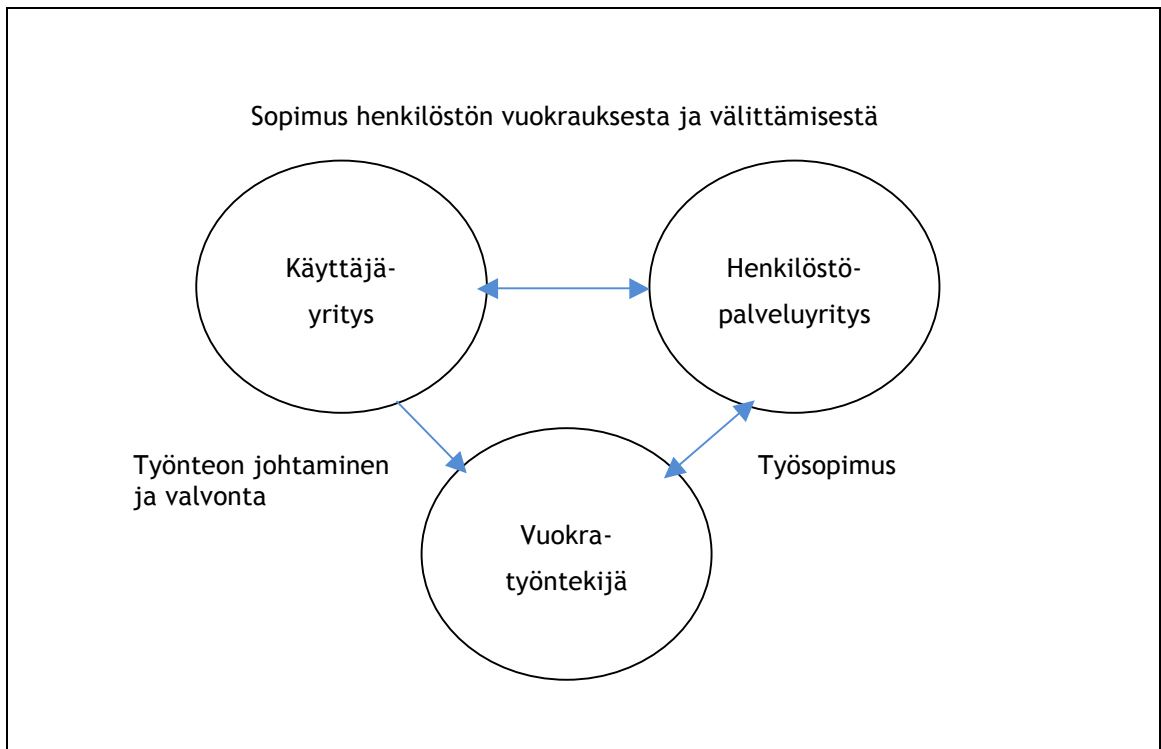 Sopimus henkilöstön vuokrauksesta ja välittämisestä
Käyttäjä-
yritys
Henkilöstö-
palveluyritys
Työnteon johtaminen
ja valvonta
Työsopimus
Vuokra-
työntekijä